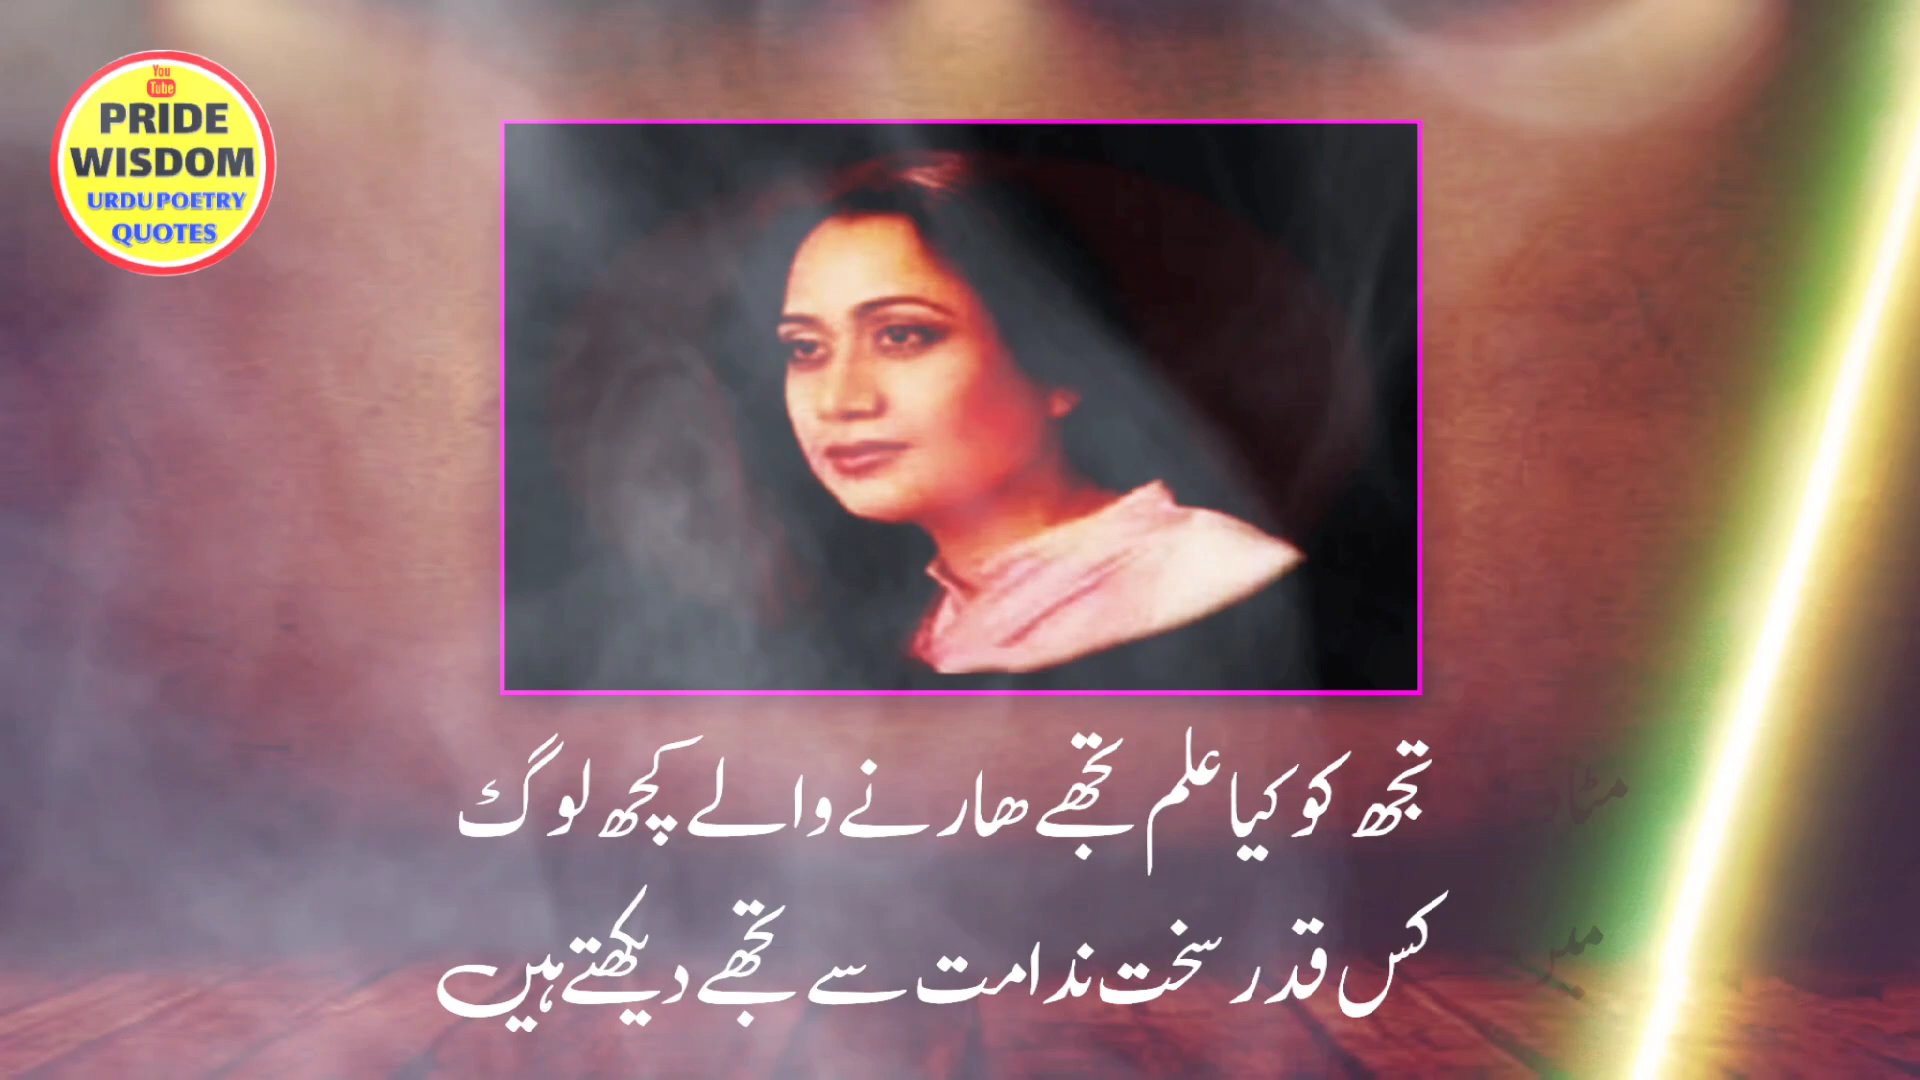 You
Tube
PRIDE
WISDOM
URDU POETRY
QUOTES
تجھ کو کیا علم تجھے ھارنے والے کچھ لوگ
کس قدر سخت ندامت سے تجھے دیکھتے ہیں